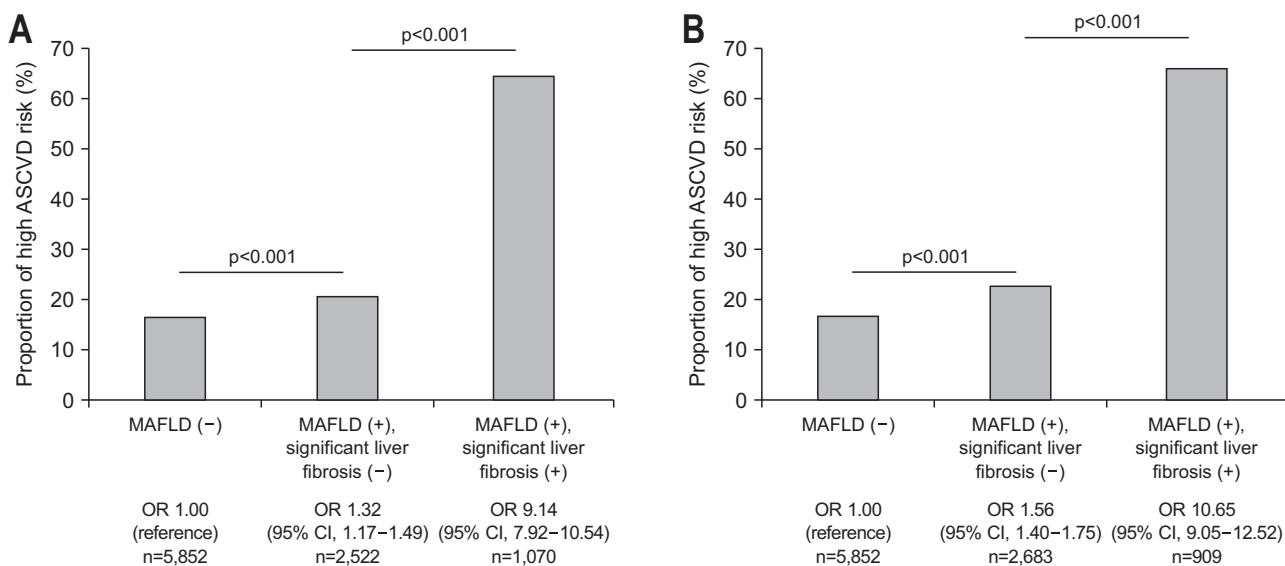 A
Proportion of high ASCVD risk (%)
70
60
50
40
30
20
10
0
p<0.001
p<0.001
MAFLD (−)
MAFLD (+),
significant liver
fibrosis (−)
MAFLD (+),
significant liver
fibrosis (+)
OR 1.00
(reference)
n=5,852
OR 1.32
(95% CI, 1.17−1.49)
n=2,522
OR 9.14
(95% CI, 7.92−10.54)
n=1,070
B
Proportion of high ASCVD risk (%)
70
60
50
40
30
20
10
0
p<0.001
p<0.001
MAFLD (−)
MAFLD (+),
significant liver
fibrosis (−)
MAFLD (+),
significant liver
fibrosis (+)
OR 1.00
(reference)
n=5,852
OR 1.56
(95% CI, 1.40−1.75)
n=2,683
OR 10.65
(95% CI, 9.05−12.52)
n=909